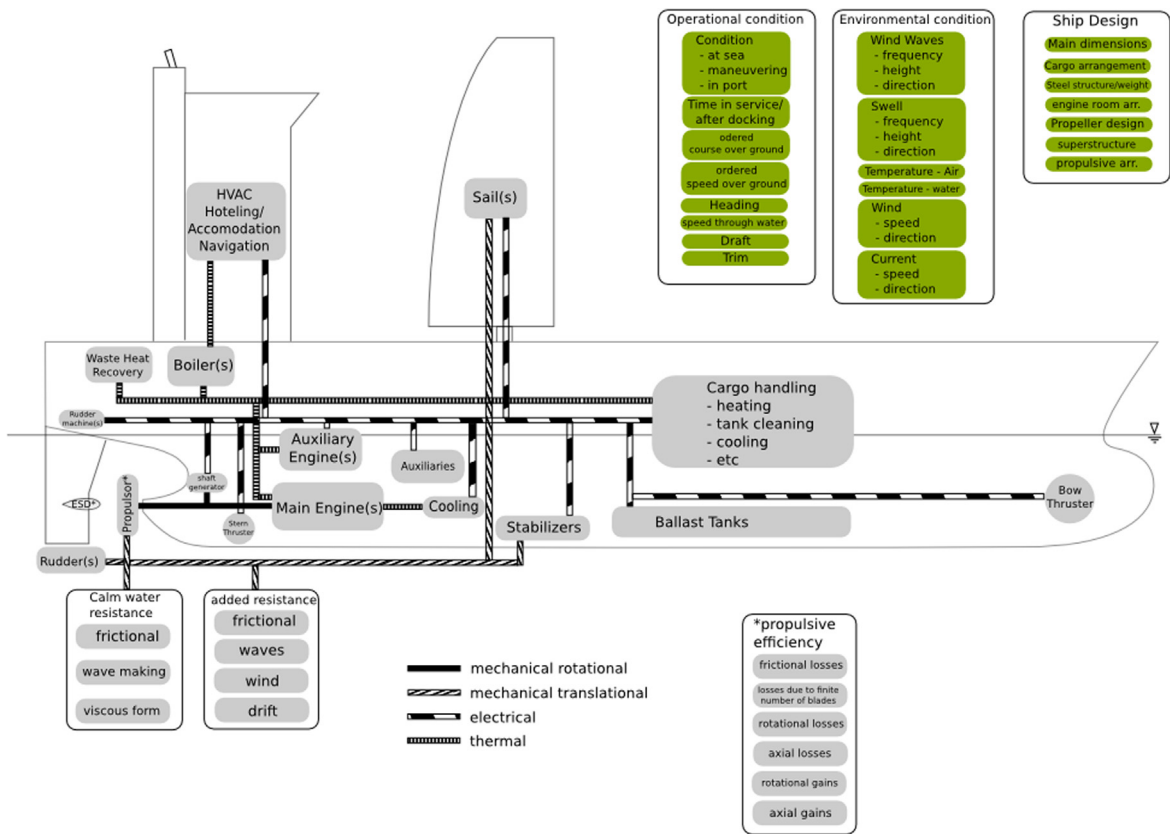 Operational condition
Condition
- at sea
- maneuvering
- in port
Time in service/
after docking
odered
course over ground
ordered
speed over ground
Heading
speed through water
Draft
Trim
Environmental condition
Wind Waves
- frequency
- height
- direction
Swell
- frequency
- height
- direction
Temperature - Air
Temperature - water
Wind
- speed
- direction
Current
- speed
- direction
Ship Design
Main dimensions
Cargo arrangement
Steel structure/weight
engine room arr.
Propeller design
superstructure
propulsive arr.
HVAC
Hoteling/
Accomodation
Navigation
Sail(s)
Waste Heat
Recovery
Boiler(s)
Rudder
machine(s)
Cargo handling
- heating
- tank cleaning
- cooling
- etc
Auxiliary
Engine(s)
Auxiliaries
shaft
generator
ESD*
Propulsor*
Stern
Thruster
Main Engine(s)
Cooling
Stabilizers
Ballast Tanks
Bow
Thruster
Rudder(s)
Calm water
resistance
frictional
wave making
viscous form
added resistance
frictional
waves
wind
drift
mechanical rotational
mechanical translational
electrical
thermal
*propulsive
efficiency
frictional losses
losses due to finite
number of blades
rotational losses
axial losses
rotational gains
axial gains